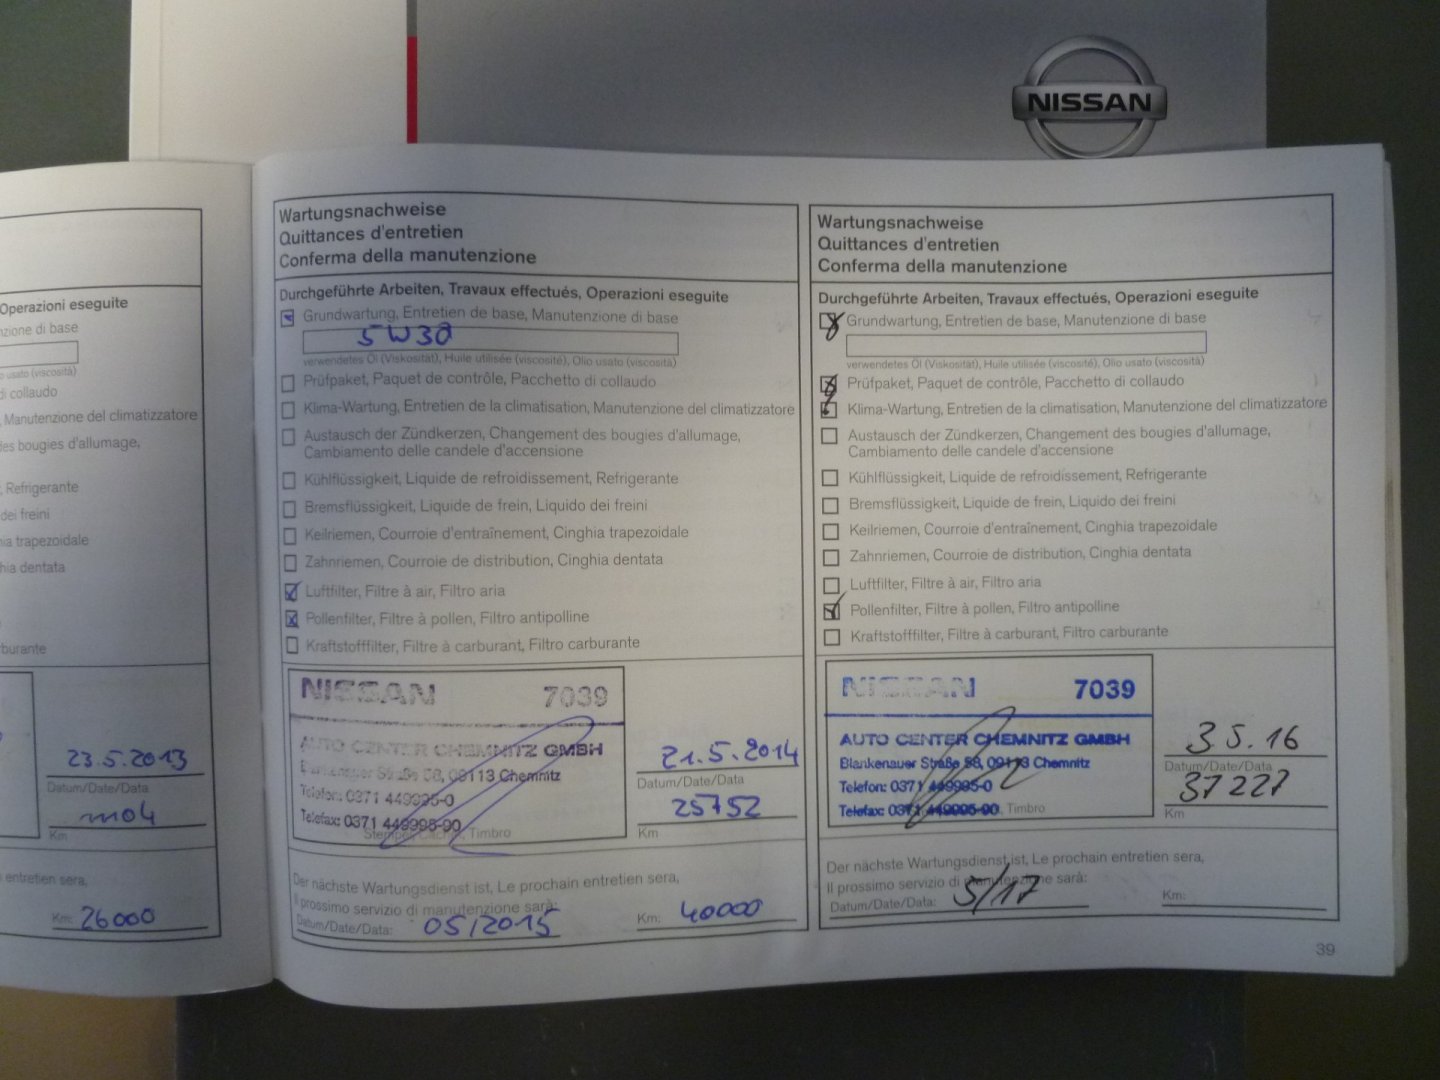 NISSAN
Operazioni eseguite
zione di base
o usato (viscosità)
di collaudo
, Manutenzione del climatizzatore
des bougies d'allumage,
, Refrigerante
dei freini
hia trapezoidale
hia dentata
burante
23.5.2013
Datum/Date/Data
11104
Km
entretien sera,
Km: 26000
Wartungsnachweise
Quittances d'entretien
Conferma della manutenzione
Durchgeführte Arbeiten, Travaux effectués, Operazioni eseguite
Grundwartung, Entretien de base, Manutenzione di base
5W30
verwendetes Öl (Viskosität), Huile utilisée (viscosité), Olio usato (viscosità)
Prüfpaket, Paquet de contrôle, Pacchetto di collaudo
Klima-Wartung, Entretien de la climatisation, Manutenzione del climatizzatore
Austausch der Zündkerzen, Changement des bougies d'allumage,
Cambiamento delle candele d'accensione
Kühlflüssigkeit, Liquide de refroidissement, Refrigerante
Bremsflüssigkeit, Liquide de frein, Liquido dei freini
Keilriemen, Courroie d'entraînement, Cinghia trapezoidale
Zahnriemen, Courroie de distribution, Cinghia dentata
Luftfilter, Filtre à air, Filtro aria
Pollenfilter, Filtre à pollen, Filtro antipolline
Kraftstofffilter, Filtre à carburant, Filtro carburante
NISSAN 7039
AUTO CENTER CHEMNITZ GMBH
Blankenauer Straße 58, 09113 Chemnitz
Telefon: 0371 449995-0
Telefax: 0371 449995-90
Stempel, Cachet, Timbro
21.5.2014
Datum/Date/Data
25752
Km
Der nächste Wartungsdienst ist, Le prochain entretien sera,
Il prossimo servizio di manutenzione sarà:
Datum/Date/Data: 05/2015 Km: 40000
Wartungsnachweise
Quittances d'entretien
Conferma della manutenzione
Durchgeführte Arbeiten, Travaux effectués, Operazioni eseguite
Grundwartung, Entretien de base, Manutenzione di base
verwendetes Öl (Viskosität), Huile utilisée (viscosité), Olio usato (viscosità)
Prüfpaket, Paquet de contrôle, Pacchetto di collaudo
Klima-Wartung, Entretien de la climatisation, Manutenzione del climatizzatore
Austausch der Zündkerzen, Changement des bougies d'allumage,
Cambiamento delle candele d'accensione
Kühlflüssigkeit, Liquide de refroidissement, Refrigerante
Bremsflüssigkeit, Liquide de frein, Liquido dei freini
Keilriemen, Courroie d'entraînement, Cinghia trapezoidale
Zahnriemen, Courroie de distribution, Cinghia dentata
Luftfilter, Filtre à air, Filtro aria
Pollenfilter, Filtre à pollen, Filtro antipolline
Kraftstofffilter, Filtre à carburant, Filtro carburante
NISSAN 7039
AUTO CENTER CHEMNITZ GMBH
Blankenauer Straße 58, 09113 Chemnitz
Telefon: 0371 449995-0
Telefax: 0371 449995-90
Timbro
3 5. 16
Datum/Date/Data
37227
Km
Der nächste Wartungsdienst ist, Le prochain entretien sera,
Il prossimo servizio di manutenzione sarà:
Datum/Date/Data: 5/17 Km:
39